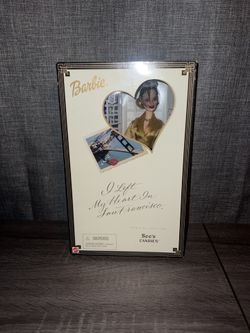 Barbie
I Left
My Heart In
San Francisco
See's
CANDIES